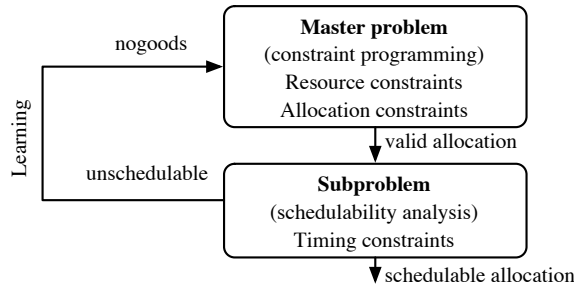 Master problem
(constraint programming)
Resource constraints
Allocation constraints
nogoods
Learning
valid allocation
unschedulable
Subproblem
(schedulability analysis)
Timing constraints
schedulable allocation